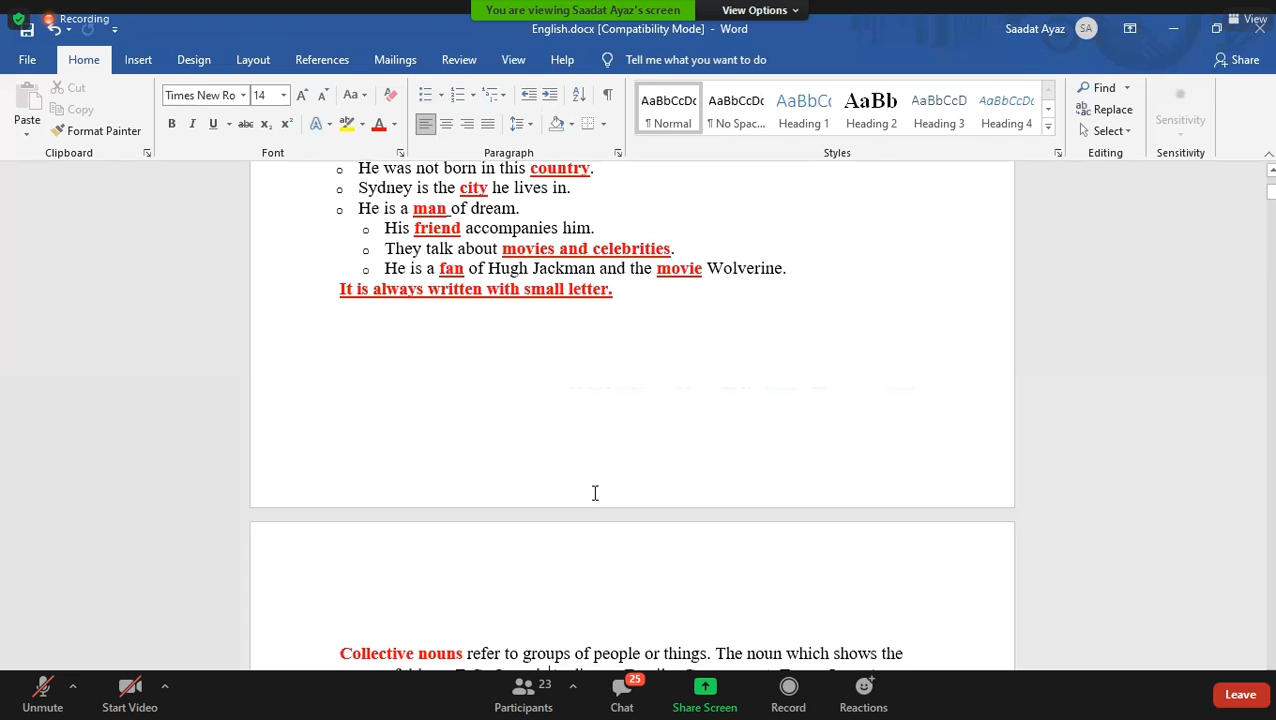 Recording
You are viewing Saadat Ayaz's screen
View Options
View
English.docx [Compatibility Mode] - Word
Saadat Ayaz
SA
File
Home
Insert
Design
Layout
References
Mailings
Review
View
Help
Tell me what you want to do
Share
Paste
Cut
Copy
Format Painter
Clipboard
Times New Ro
14
Font
Paragraph
AaBbCcDc
¶ Normal
AaBbCcDc
¶ No Spac...
AaBbCc
Heading 1
AaBb
Heading 2
AaBbCcD
Heading 3
AaBbCcDc
Heading 4
Styles
Find
Replace
Select
Editing
Sensitivity
Sensitivity
He was not born in this country.
Sydney is the city he lives in.
He is a man of dream.
His friend accompanies him.
They talk about movies and celebrities.
He is a fan of Hugh Jackman and the movie Wolverine.
It is always written with small letter.
Collective nouns refer to groups of people or things. The noun which shows the
Unmute
Start Video
Participants
23
Chat
25
Share Screen
Record
Reactions
Leave